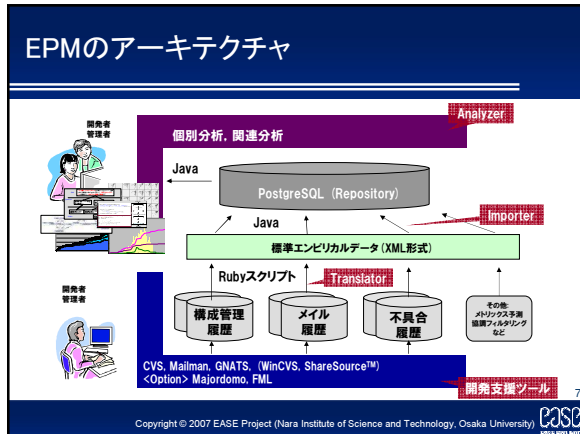 EPMのアーキテクチャ
Analyzer
開発者
管理者
個別分析, 関連分析
Java
PostgreSQL (Repository)
Java
Importer
標準エンピリカルデータ(XML形式)
Rubyスクリプト
Translator
開発者
管理者
構成管理
履歴
メイル
履歴
不具合
履歴
その他:
メトリックス予測
協調フィルタリング
など
CVS, Mailman, GNATS, (WinCVS, ShareSource™)
<Option> Majordomo, FML
開発支援ツール
7
Copyright © 2007 EASE Project (Nara Institute of Science and Technology, Osaka University)
EASE